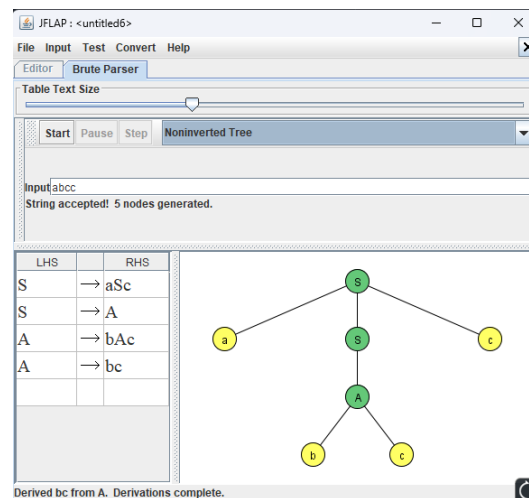 JFLAP : <untitled6>
File Input Test Convert Help
Editor Brute Parser
Table Text Size
Start Pause Step Noninverted Tree
Input abcc
String accepted! 5 nodes generated.
LHS RHS
S → aSc
S → A
A → bAc
A → bc
S
a S c
A
b c
Derived bc from A. Derivations complete.